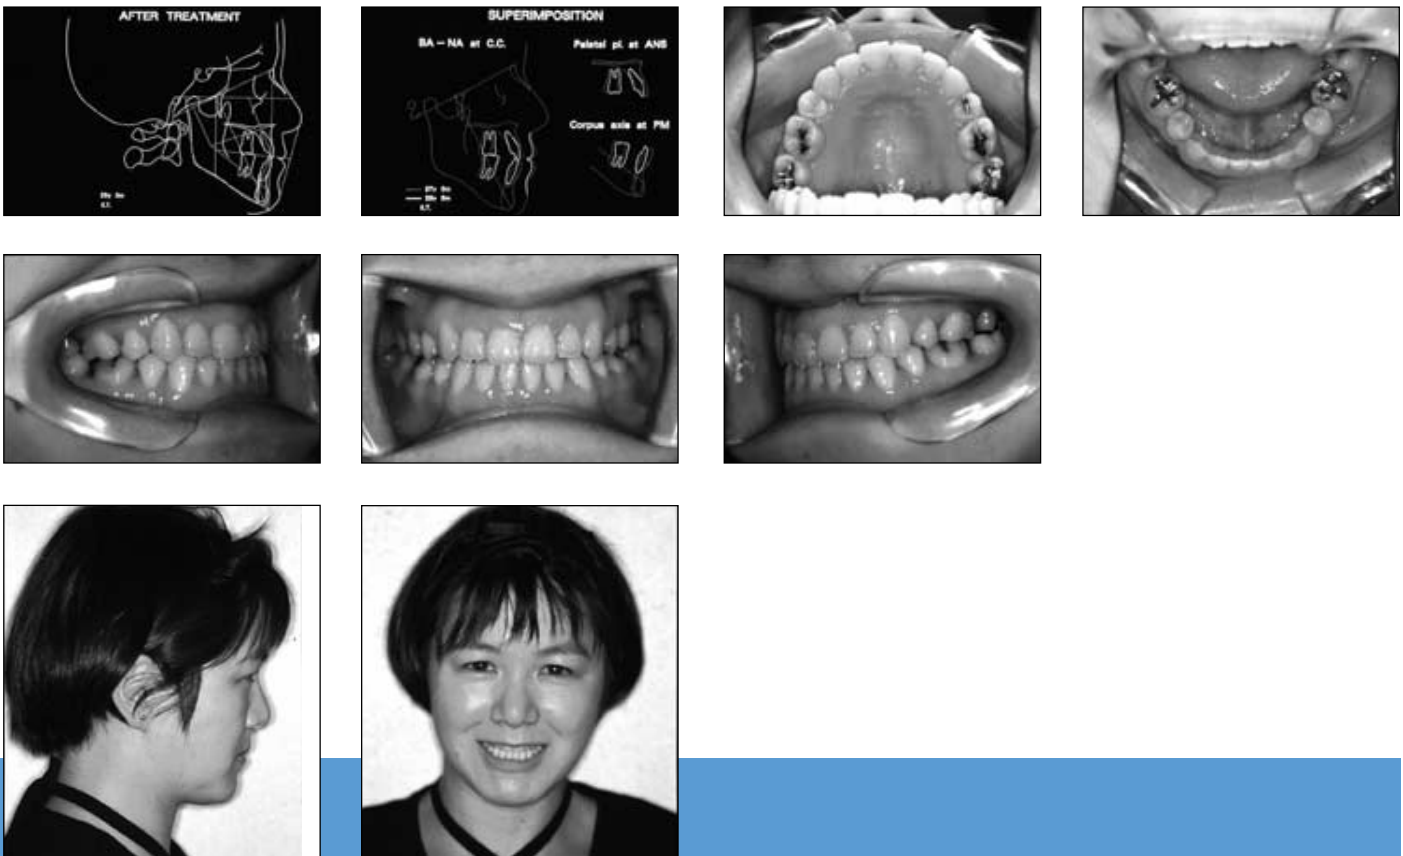 AFTER TREATMENT
SUPERIMPOSITION
BA — NA at C.C.
Palatal pl. at ANS
Corpus axis at PM